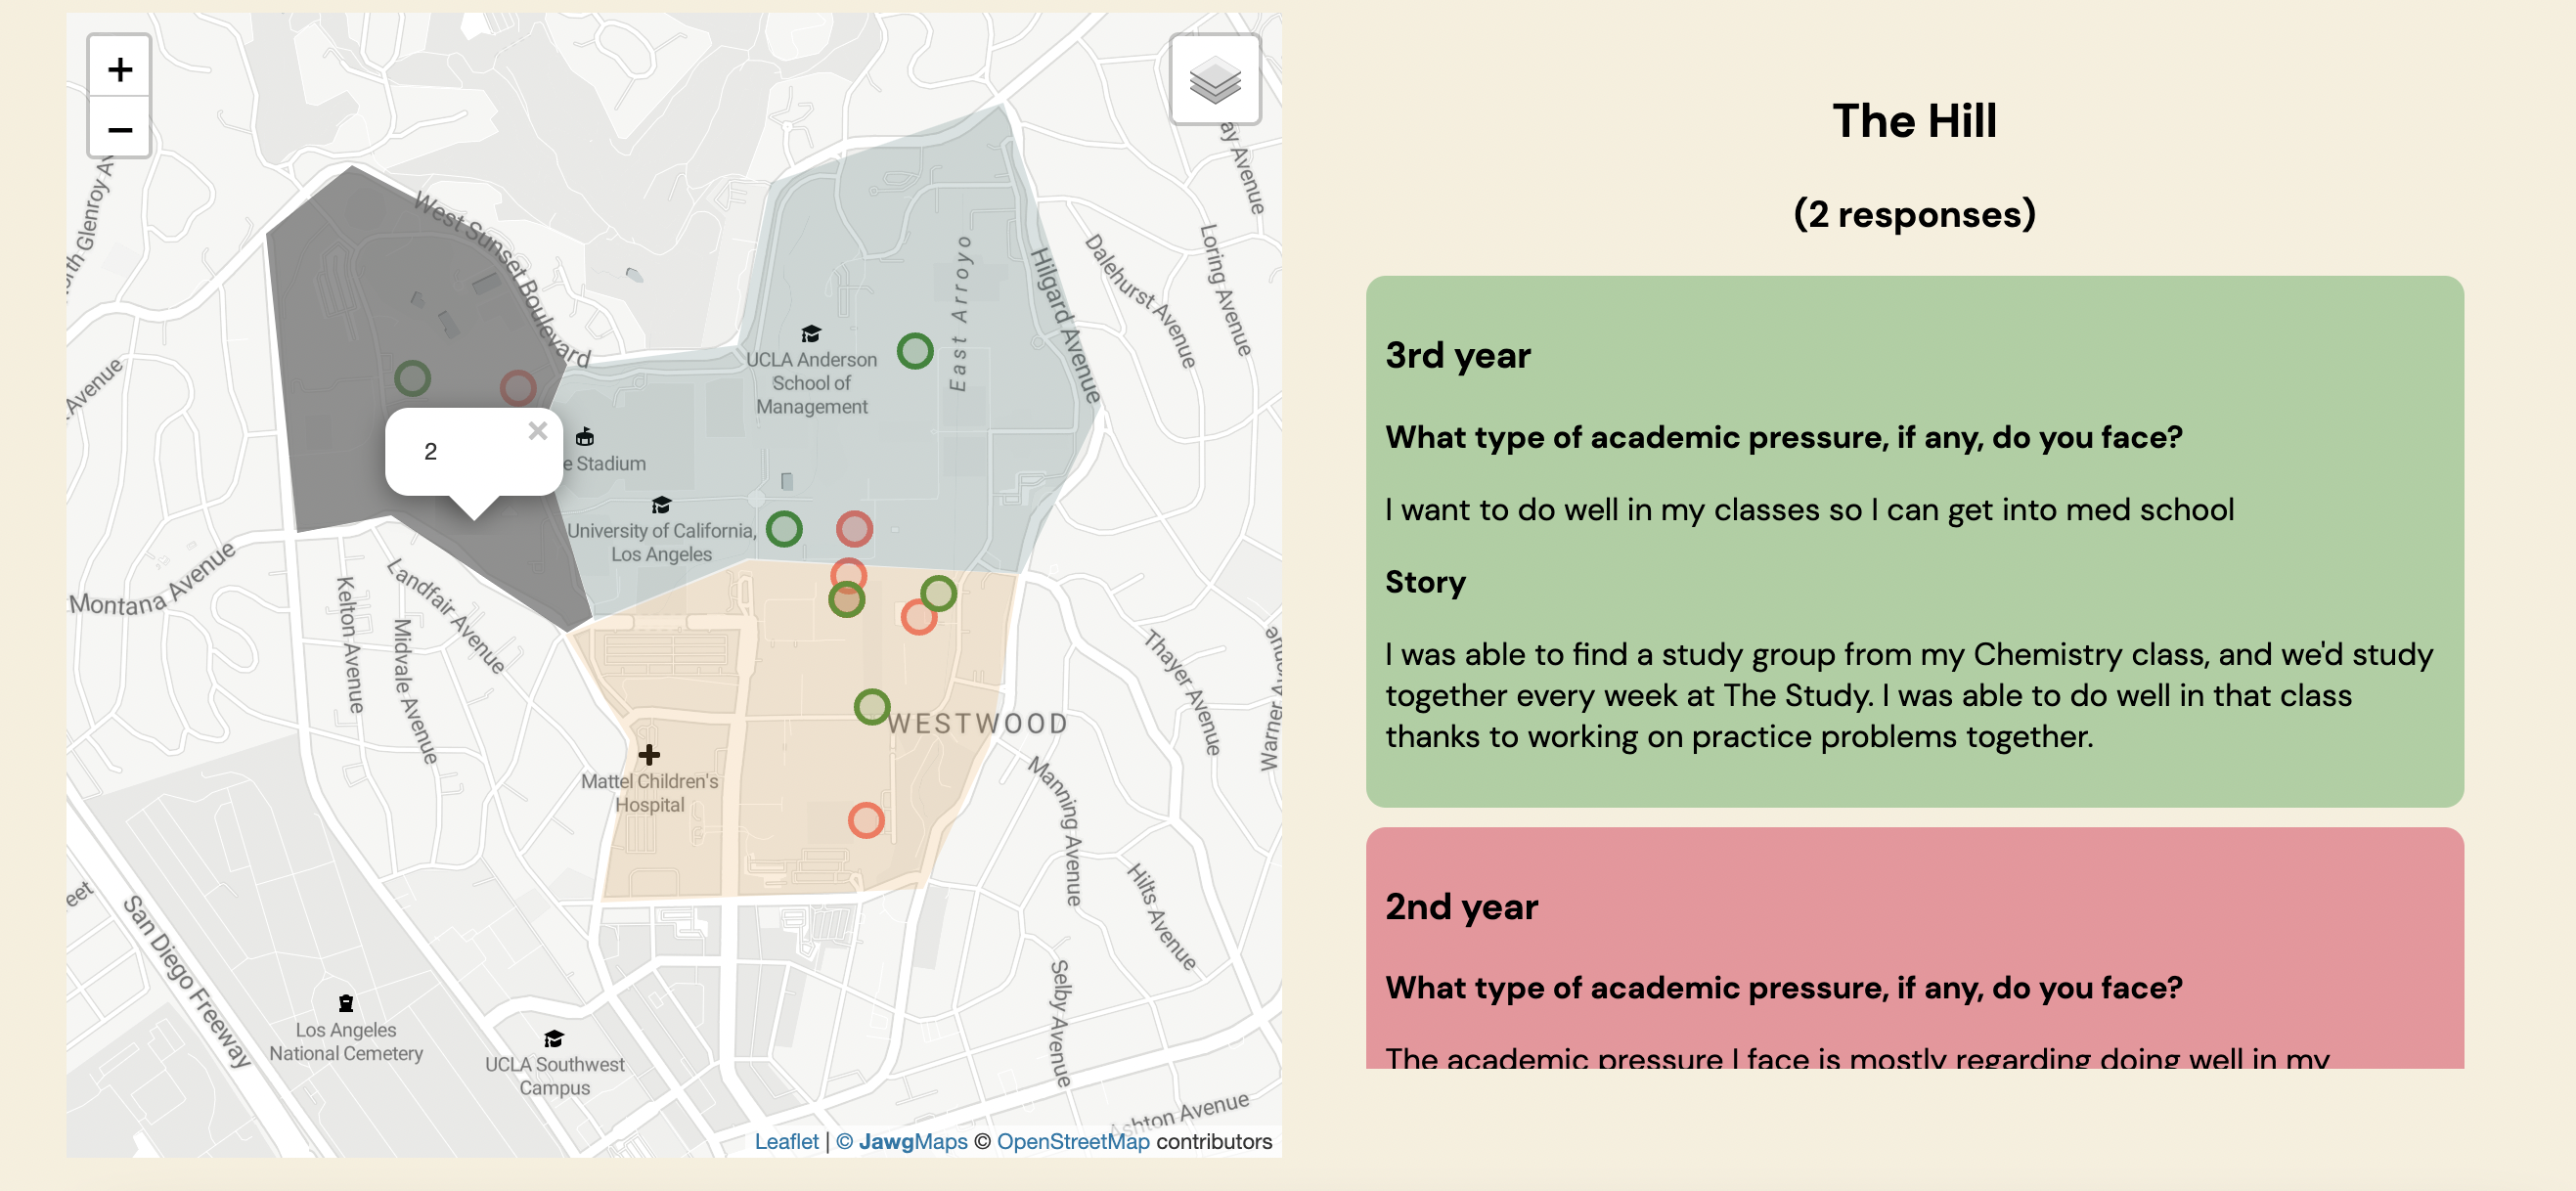 +
−
North Glenroy Av
West Sunset Boulevard
Avenue
ay Avenue
Loring Avenue
Dalehurst Avenue
Hilgard Avenue
East Arroyo
UCLA Anderson
School of
Management
2
×
e Stadium
University of California,
Los Angeles
Montana Avenue
Kelton Avenue
Landfair Avenue
Midvale Avenue
Thayer Avenue
Warner Av
WESTWOOD
Mattel Children's
Hospital
Manning Avenue
Hilts Avenue
Selby Avenue
eet
San Diego Freeway
Los Angeles
National Cemetery
UCLA Southwest
Campus
Ashton Avenue
Leaflet | © JawgMaps © OpenStreetMap contributors
The Hill
(2 responses)
3rd year
What type of academic pressure, if any, do you face?
I want to do well in my classes so I can get into med school
Story
I was able to find a study group from my Chemistry class, and we'd study
together every week at The Study. I was able to do well in that class
thanks to working on practice problems together.
2nd year
What type of academic pressure, if any, do you face?
The academic pressure I face is mostly regarding doing well in my